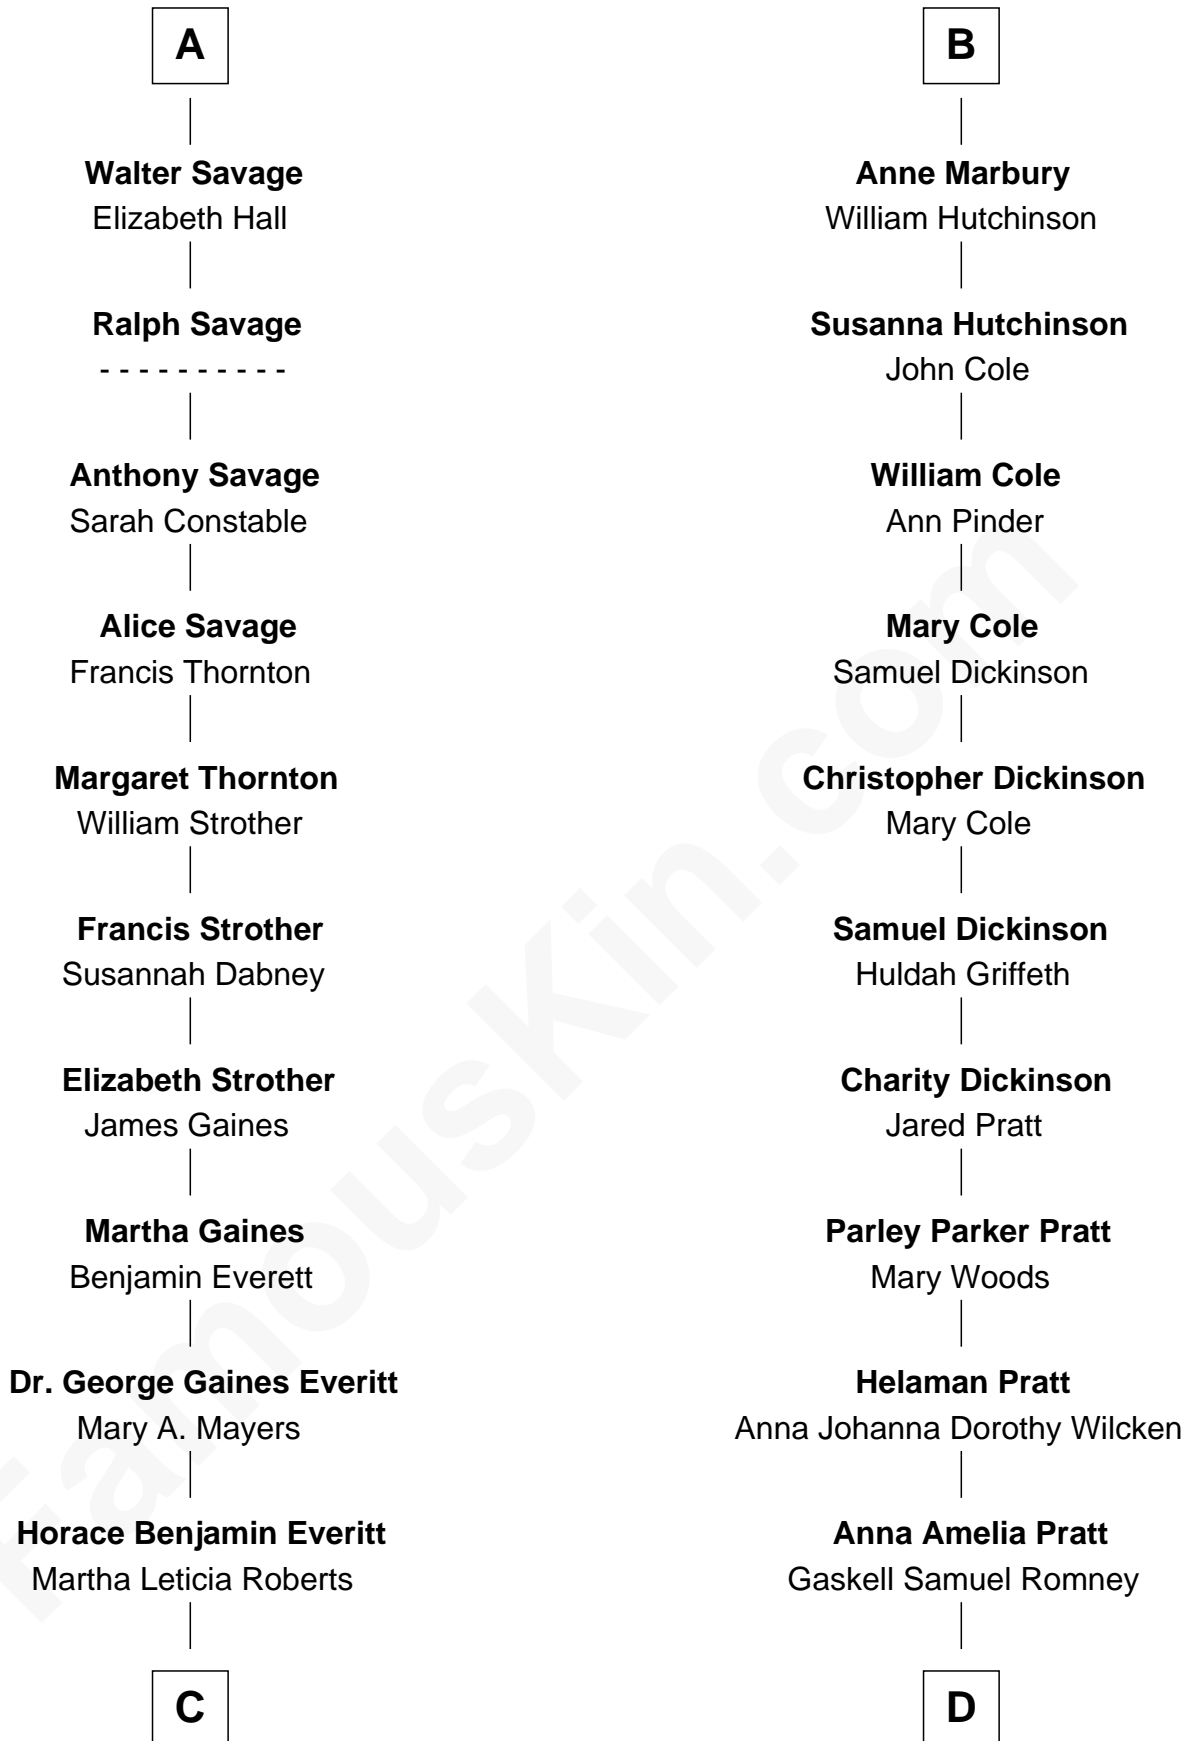 A
Walter Savage
Elizabeth Hall
Ralph Savage
- - - - - - - - - -
Anthony Savage
Sarah Constable
Alice Savage
Francis Thornton
Margaret Thornton
William Strother
Francis Strother
Susannah Dabney
Elizabeth Strother
James Gaines
Martha Gaines
Benjamin Everett
Dr. George Gaines Everitt
Mary A. Mayers
Horace Benjamin Everitt
Martha Leticia Roberts
C
B
Anne Marbury
William Hutchinson
Susanna Hutchinson
John Cole
William Cole
Ann Pinder
Mary Cole
Samuel Dickinson
Christopher Dickinson
Mary Cole
Samuel Dickinson
Huldah Griffeth
Charity Dickinson
Jared Pratt
Parley Parker Pratt
Mary Woods
Helaman Pratt
Anna Johanna Dorothy Wilcken
Anna Amelia Pratt
Gaskell Samuel Romney
D
FamousKin.com